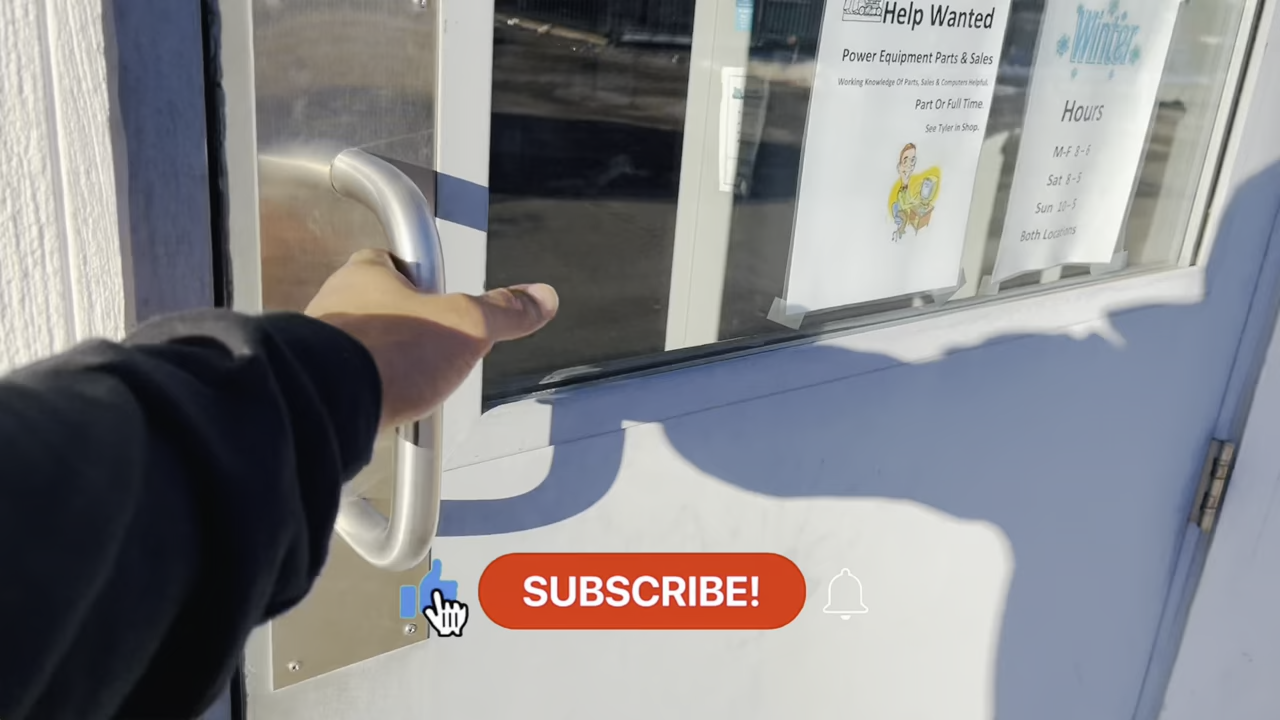 Help Wanted
Power Equipment Parts & Sales
Working Knowledge Of Parts, Sales & Computers Helpful.
Part Or Full Time.
See Tyler in Shop.
Winter
Hours
M-F 8-6
Sat 8-5
Sun 10-5
Both Locations
SUBSCRIBE!